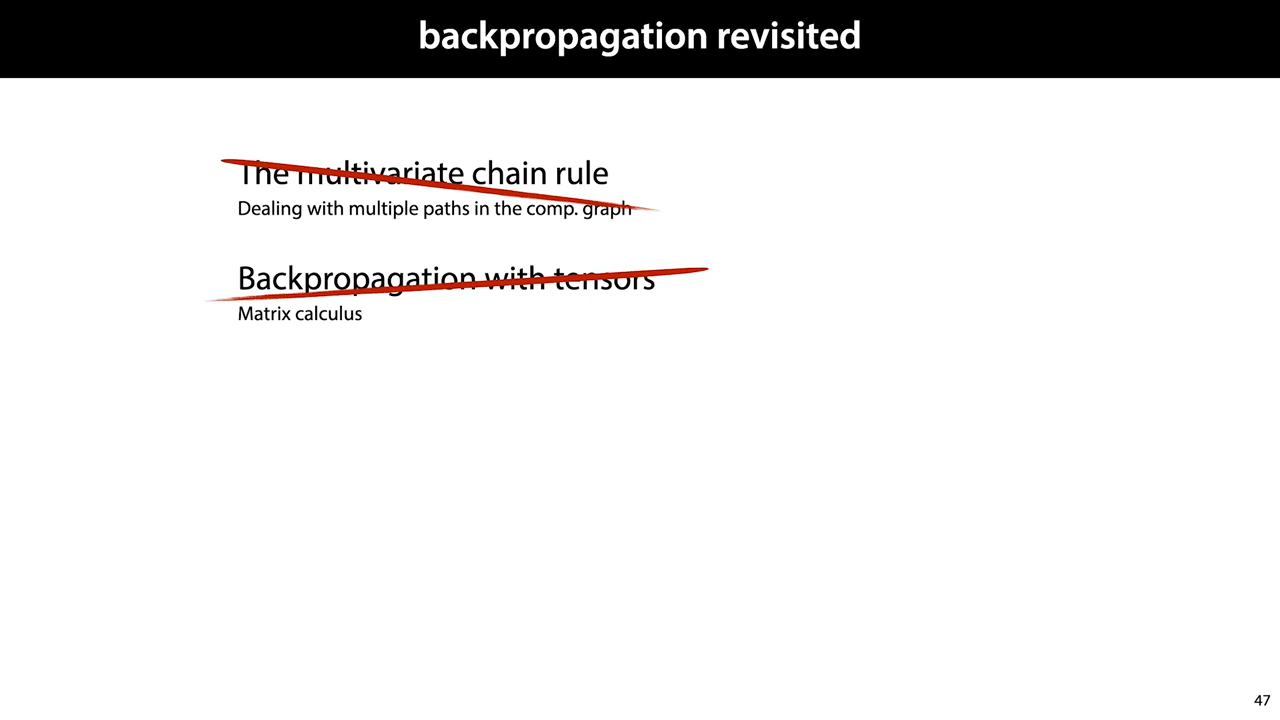 backpropagation revisited
The multivariate chain rule
Dealing with multiple paths in the comp. graph
Backpropagation with tensors
Matrix calculus
47